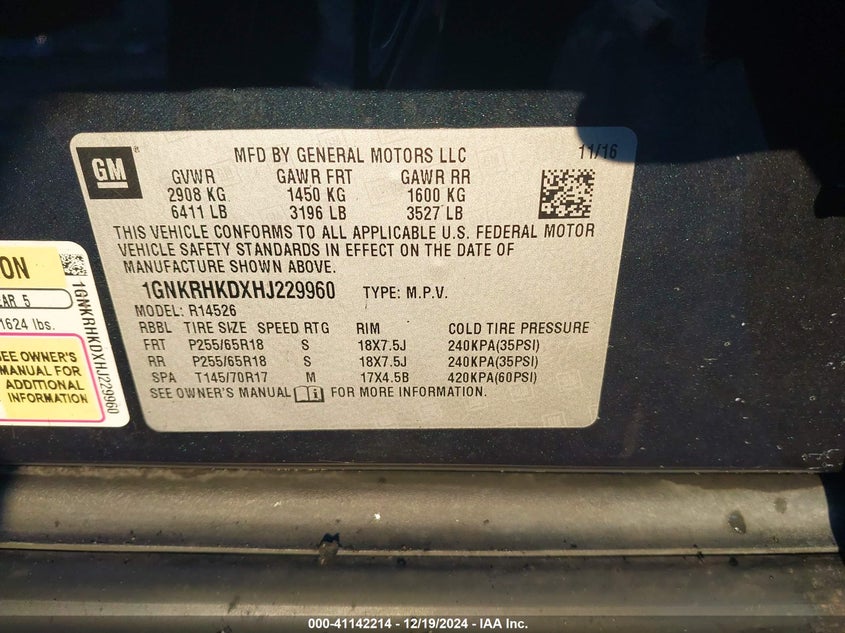 GM
MFD BY GENERAL MOTORS LLC 11/16
GVWR GAWR FRT GAWR RR
2908 KG 1450 KG 1600 KG
6411 LB 3196 LB 3527 LB
THIS VEHICLE CONFORMS TO ALL APPLICABLE U.S. FEDERAL MOTOR
VEHICLE SAFETY STANDARDS IN EFFECT ON THE DATE OF
MANUFACTURE SHOWN ABOVE.
1GNKRHKDXHJ229960 TYPE: M.P.V.
MODEL: R14526
RBBL TIRE SIZE SPEED RTG RIM COLD TIRE PRESSURE
FRT P255/65R18 S 18X7.5J 240KPA(35PSI)
RR P255/65R18 S 18X7.5J 240KPA(35PSI)
SPA T145/70R17 M 17X4.5B 420KPA(60PSI)
SEE OWNER'S MANUAL FOR MORE INFORMATION.
ON
EAR 5
1624 lbs.
SEE OWNER'S
MANUAL FOR
ADDITIONAL
INFORMATION
1GNKRHKDXHJ229960
000-41142214 - 12/19/2024 - IAA Inc.